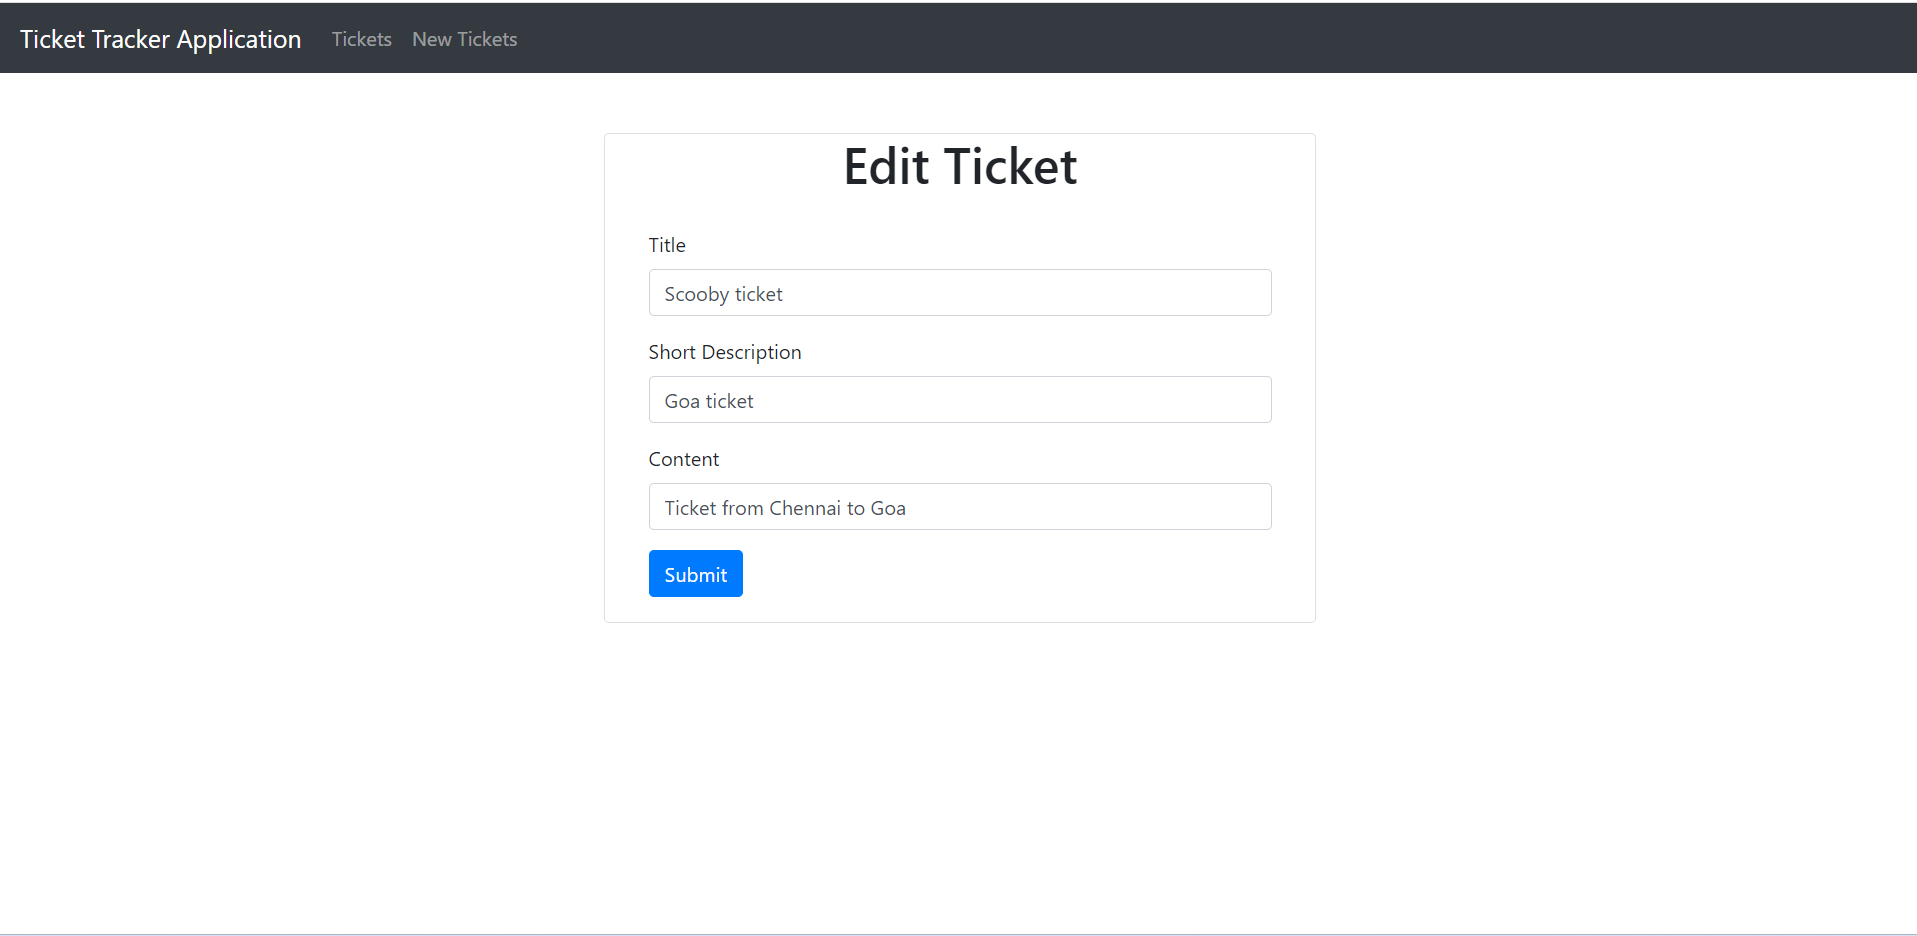 Ticket Tracker Application Tickets New Tickets
Edit Ticket
Title
Scooby ticket
Short Description
Goa ticket
Content
Ticket from Chennai to Goa
Submit